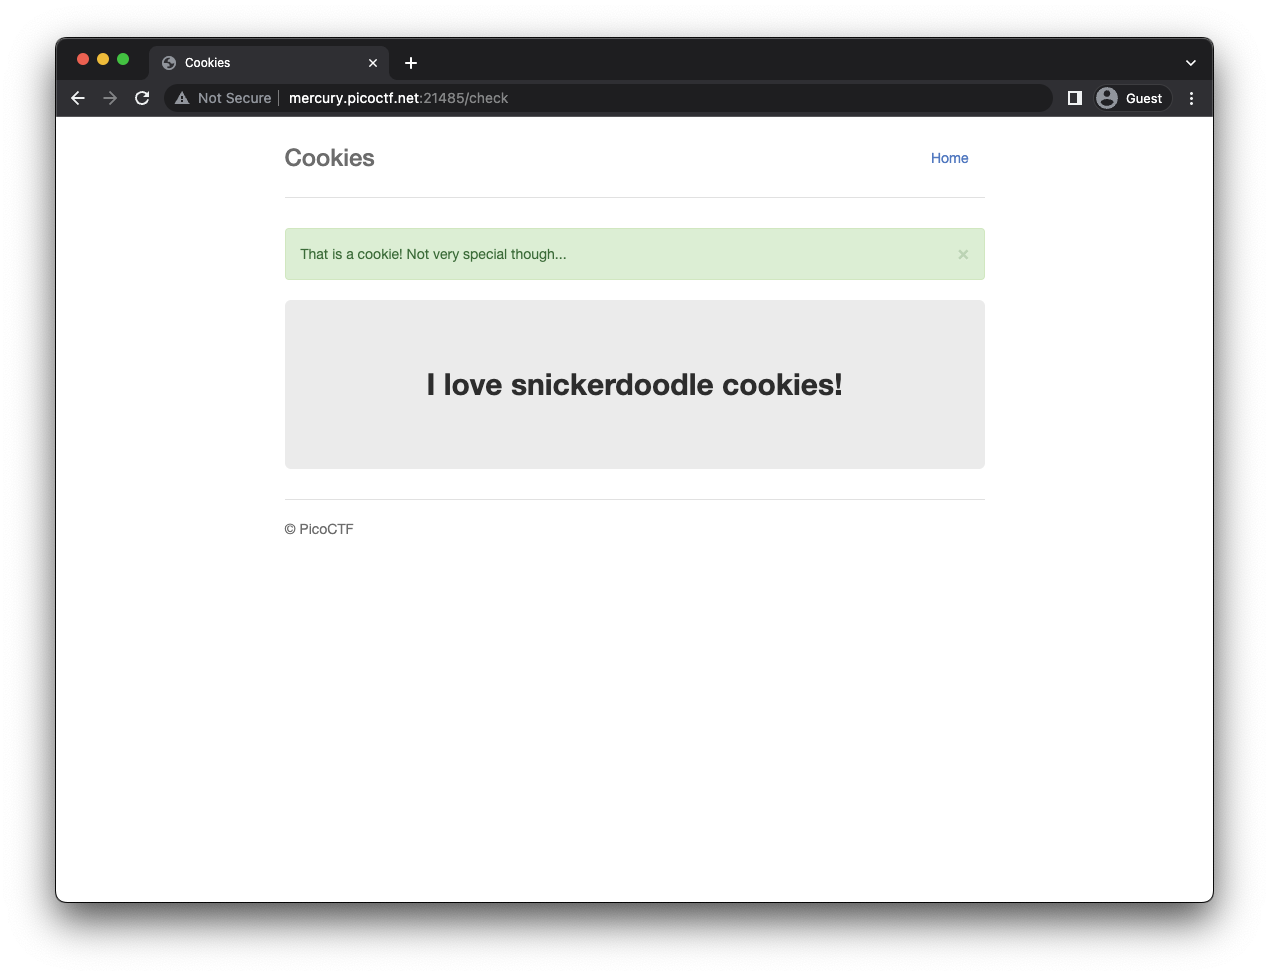 Cookies
Not Secure | mercury.picoctf.net:21485/check
Guest
Cookies
Home
That is a cookie! Not very special though...
I love snickerdoodle cookies!
© PicoCTF